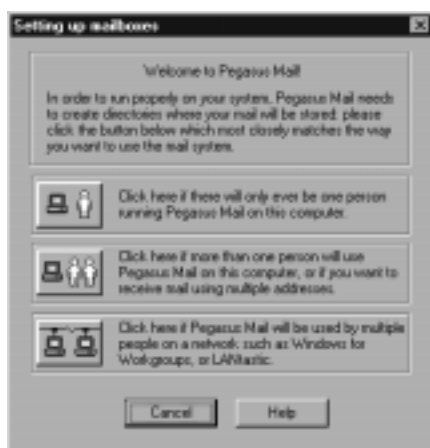 Setting up mailboxes
Welcome to Pegasus Mail!
In order to run properly on your system, Pegasus Mail needs
to create directories where your mail will be stored: please
click the button below which most closely matches the way
you want to use the mail system.
Click here if there will only ever be one person
running Pegasus Mail on this computer.
Click here if more than one person will use
Pegasus Mail on this computer, or if you want to
receive mail using multiple addresses.
Click here if Pegasus Mail will be used by multiple
people on a network such as Windows for
Workgroups, or LANtastic.
Cancel
Help